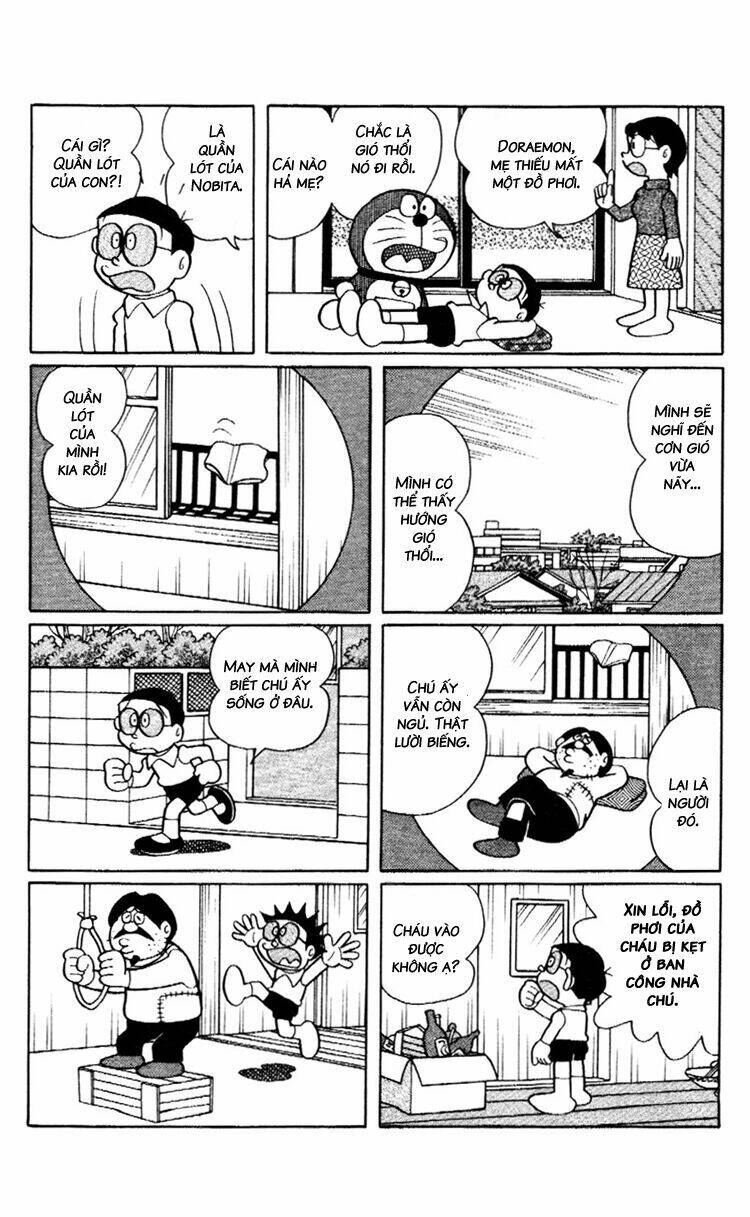 DORAEMON,
MẸ THIẾU MẤT
MỘT ĐỒ PHƠI.
CHẮC LÀ
GIÓ THỔI
NÓ ĐI RỒI.
CÁI NÀO
HẢ MẸ?
LÀ
QUẦN
LÓT CỦA
NOBITA.
CÁI GÌ?
QUẦN LÓT
CỦA CON?!
MÌNH SẼ
NGHĨ ĐẾN
CƠN GIÓ
VỪA
NÃY...
MÌNH CÓ
THỂ THẤY
HƯỚNG
GIÓ
THỔI...
QUẦN
LÓT
CỦA
MÌNH
KIA RỒI!
LẠI LÀ
NGƯỜI
ĐÓ.
CHÚ ẤY
VẪN CÒN
NGỦ. THẬT
LƯỜI BIẾNG.
MAY MÀ MÌNH
BIẾT CHÚ ẤY
SỐNG Ở ĐÂU.
XIN LỖI, ĐỒ
PHƠI CỦA
CHÁU BỊ KẸT
Ở BAN
CÔNG NHÀ
CHÚ.
CHÁU VÀO
ĐƯỢC
KHÔNG Ạ?